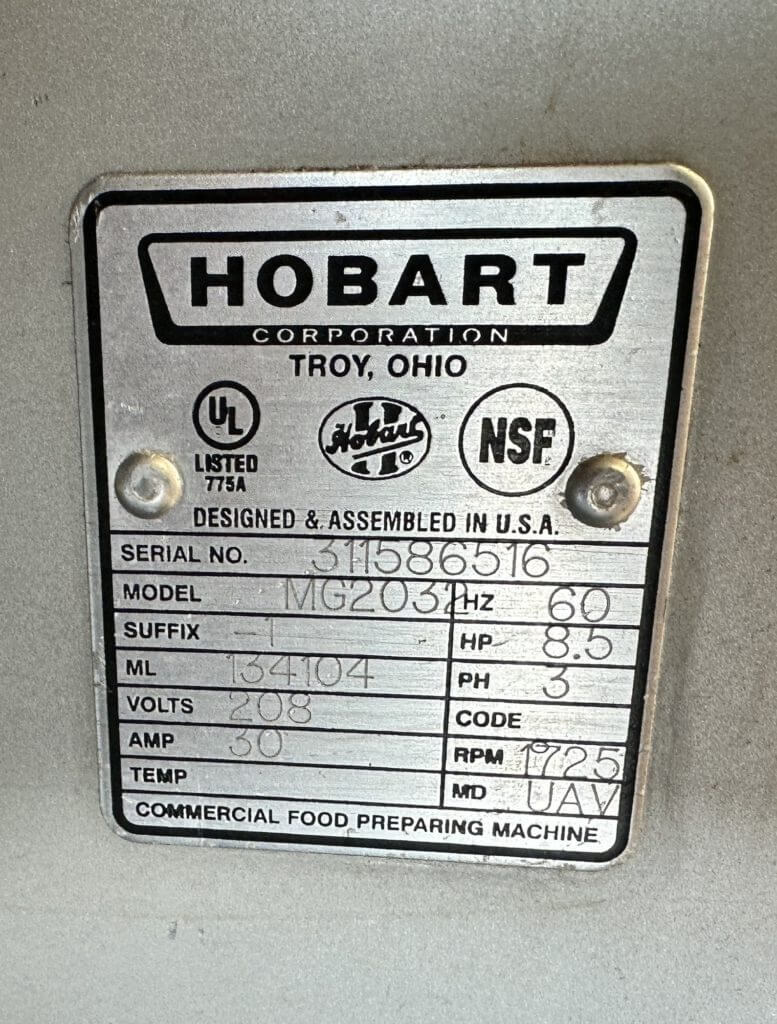 HOBART
CORPORATION
TROY, OHIO
UL
LISTED
775A
Hobart ®
NSF
DESIGNED & ASSEMBLED IN U.S.A.
SERIAL NO. 311586516
MODEL MG2032 HZ 60
SUFFIX -1 HP 8.5
ML 134104 PH 3
VOLTS 208 CODE
AMP 30 RPM 1725
TEMP MD UAV
COMMERCIAL FOOD PREPARING MACHINE